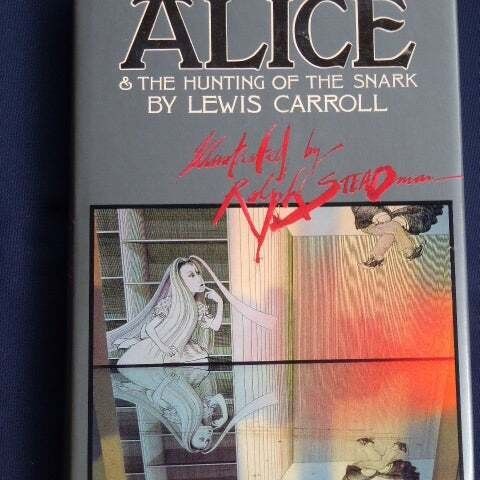 ALICE
& THE HUNTING OF THE SNARK
BY LEWIS CARROLL
Illustrated by
Ralph STEADman